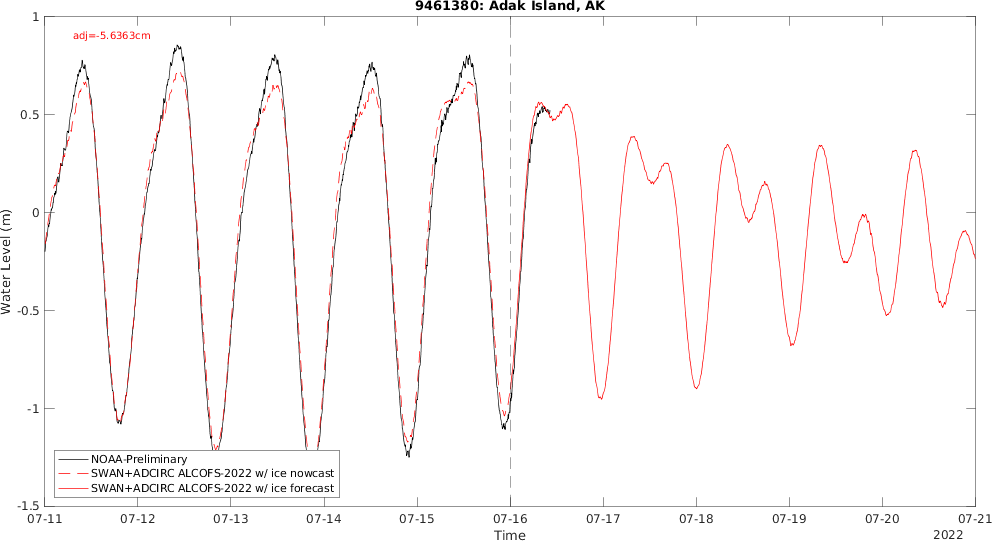 9461380: Adak Island, AK
adj=-5.6363cm
1
0.5
0
-0.5
-1
-1.5
Water Level (m)
NOAA-Preliminary
SWAN+ADCIRC ALCOFS-2022 w/ ice nowcast
SWAN+ADCIRC ALCOFS-2022 w/ ice forecast
07-11 07-12 07-13 07-14 07-15 07-16 07-17 07-18 07-19 07-20 07-21
Time
2022